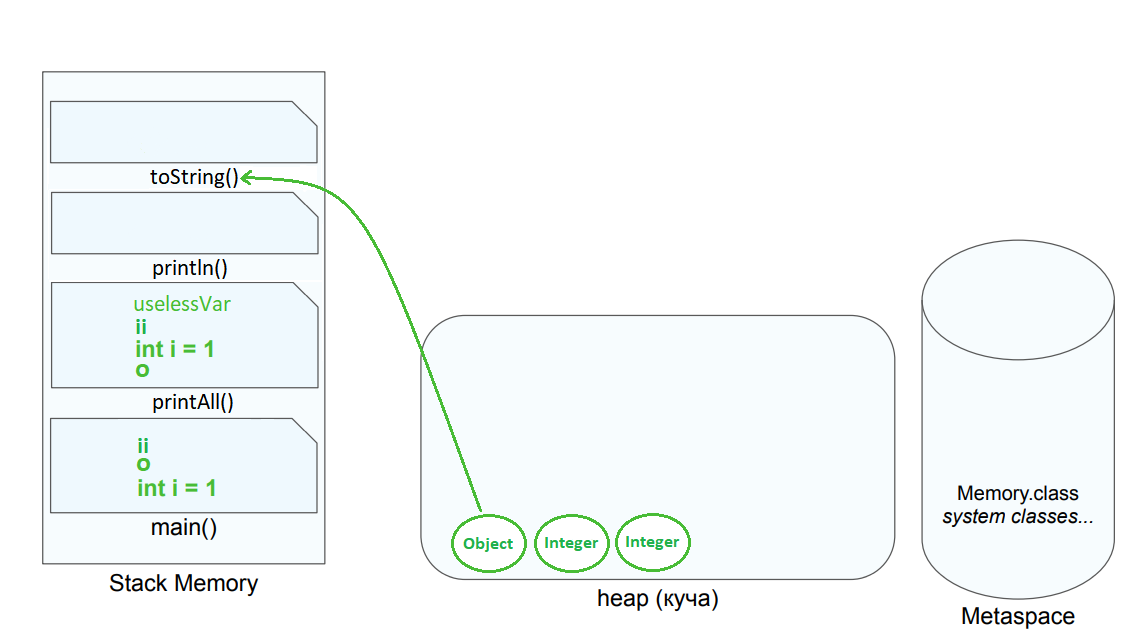 toString()
println()
uselessVar
ii
int i = 1
o
printAll()
ii
o
int i = 1
main()
Stack Memory
Object
Integer
Integer
heap (куча)
Memory.class
system classes...
Metaspace